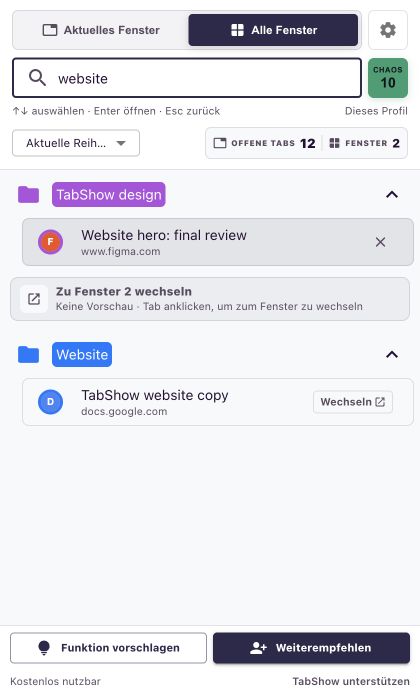 Aktuelles Fenster
Alle Fenster
website
CHAOS
10
↑↓ auswählen · Enter öffnen · Esc zurück
Dieses Profil
Aktuelle Reih...
OFFENE TABS 12
FENSTER 2
TabShow design
F
Website hero: final review
www.figma.com
Zu Fenster 2 wechseln
Keine Vorschau · Tab anklicken, um zum Fenster zu wechseln
Website
D
TabShow website copy
docs.google.com
Wechseln
Funktion vorschlagen
Weiterempfehlen
Kostenlos nutzbar
TabShow unterstützen